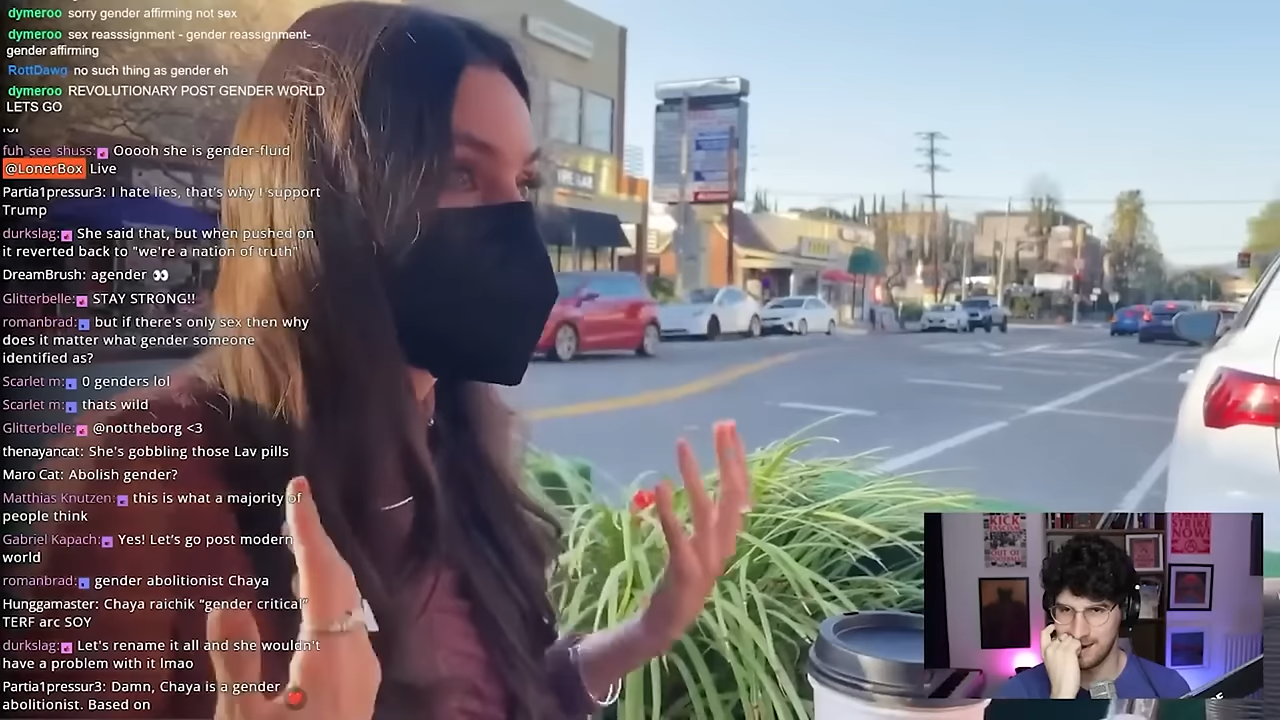 dymeroo sorry gender affirming not sex
dymeroo sex reasssignment - gender reassignment-
gender affirming
RottDawg no such thing as gender eh
dymeroo REVOLUTIONARY POST GENDER WORLD
LETS GO
lol
fuh see shuss: Ooooh she is gender-fluid
@LonerBox Live
Partia1pressur3: I hate lies, that's why I support
Trump
durkslag: She said that, but when pushed on
it reverted back to "we're a nation of truth"
DreamBrush: agender 👀
Glitterbelle: STAY STRONG!!
romanbrad: but if there's only sex then why
does it matter what gender someone
identified as?
Scarlet m: 0 genders lol
Scarlet m: thats wild
Glitterbelle: @nottheborg <3
thenayancat: She's gobbling those Lav pills
Maro Cat: Abolish gender?
Matthias Knutzen: this is what a majority of
people think
Gabriel Kapach: Yes! Let's go post modern
world
romanbrad: gender abolitionist Chaya
Hunggamaster: Chaya raichik "gender critical"
TERF arc SOY
durkslag: Let's rename it all and she wouldn't
have a problem with it lmao
Partia1pressur3: Damn, Chaya is a gender
abolitionist. Based on
KICK
OUT OF
FOOTBALL
STRIKE
NOW!